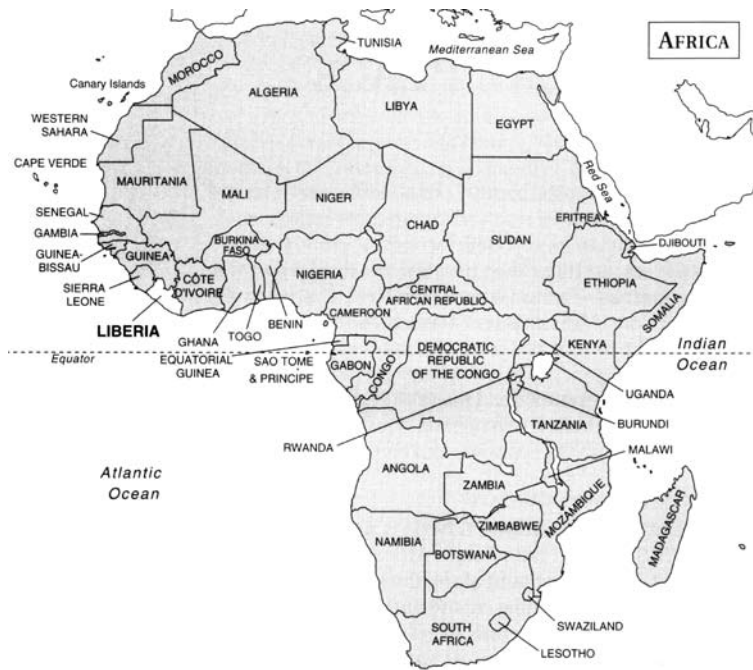 AFRICA
TUNISIA
Mediterranean Sea
MOROCCO
Canary Islands
ALGERIA
LIBYA
EGYPT
WESTERN
SAHARA
Red Sea
CAPE VERDE
MAURITANIA
MALI
NIGER
CHAD
SUDAN
ERITREA
DJIBOUTI
SENEGAL
GAMBIA
GUINEA-
BISSAU
GUINEA
BURKINA
FASO
NIGERIA
ETHIOPIA
SOMALIA
SIERRA
LEONE
CÔTE
D'IVOIRE
CENTRAL
AFRICAN REPUBLIC
CAMEROON
LIBERIA
BENIN
TOGO
GHANA
EQUATORIAL
GUINEA
SAO TOME
& PRINCIPE
Equator
GABON
CONGO
DEMOCRATIC
REPUBLIC
OF THE CONGO
KENYA
Indian
Ocean
UGANDA
RWANDA
BURUNDI
TANZANIA
MALAWI
Atlantic
Ocean
ANGOLA
ZAMBIA
MOZAMBIQUE
MADAGASCAR
ZIMBABWE
NAMIBIA
BOTSWANA
SWAZILAND
SOUTH
AFRICA
LESOTHO